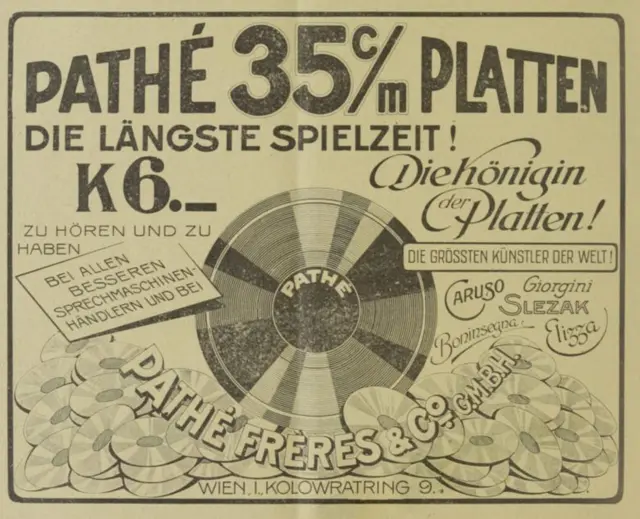 PATHÉ 35 c/m PLATTEN
DIE LÄNGSTE SPIELZEIT!
K 6.—
Die Königin
der Platten!
ZU HÖREN UND ZU
HABEN
BEI ALLEN
BESSEREN
SPRECHMASCHINEN-
HÄNDLERN UND BEI
DIE GRÖSSTEN KÜNSTLER DER WELT!
CARUSO Giorgini
SLEZAK
Boninsegna, Elizza
PATHÉ
PATHÉ FRÈRES & Co. G.M.B.H.
WIEN, I., KOLOWRATRING 9.